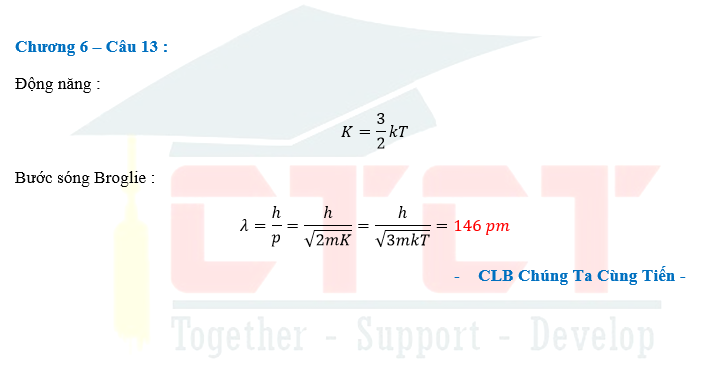 Chương 6 – Câu 13 :
Động năng :
K = 3/2 kT
Bước sóng Broglie :
λ = h/p = h/√(2mK) = h/√(3mkT) = 146 pm
- CLB Chúng Ta Cùng Tiến -
CTCT
Together - Support - Develop